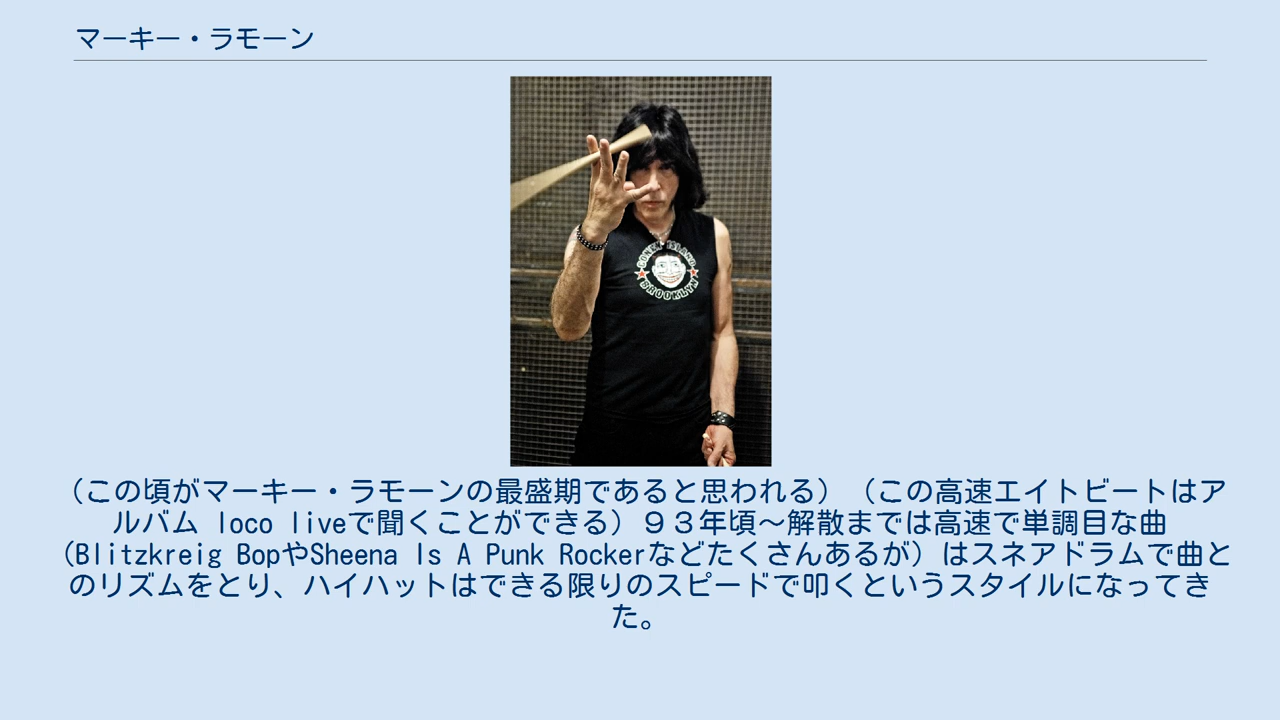 マーキー・ラモーン
CONEY ISLAND
BROOKLYN
（この頃がマーキー・ラモーンの最盛期であると思われる）（この高速エイトビートはア
ルバム loco liveで聞くことができる）９３年頃〜解散までは高速で単調目な曲
（Blitzkreig BopやSheena Is A Punk Rockerなどたくさんあるが）はスネアドラムで曲と
のリズムをとり、ハイハットはできる限りのスピードで叩くというスタイルになってき
た。